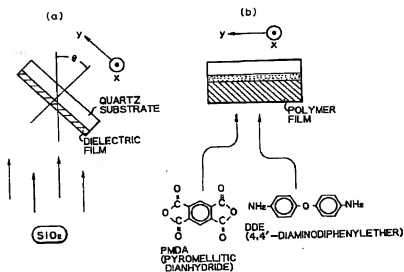 (a)
y
x
θ
QUARTZ
SUBSTRATE
DIELECTRIC
FILM
SiO₂
(b)
y
x
POLYMER
FILM
O O
C C
O O
C C
O O
PMDA
(PYROMELLITIC
DIANHYDRIDE)
NH₂ O NH₂
DDE
(4,4'-DIAMINODIPHENYLETHER)